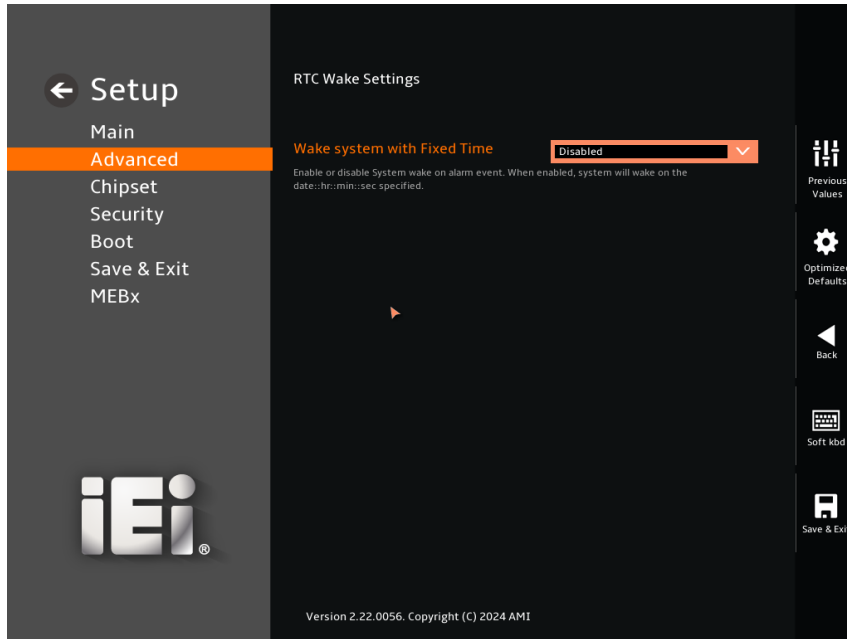 Setup
Main
Advanced
Chipset
Security
Boot
Save & Exit
MEBx
iEi®
RTC Wake Settings
Wake system with Fixed Time
Disabled
Enable or disable System wake on alarm event. When enabled, system will wake on the
date::hr::min::sec specified.
Version 2.22.0056. Copyright (C) 2024 AMI
Previous
Values
Optimized
Defaults
Back
Soft kbd
Save & Exi